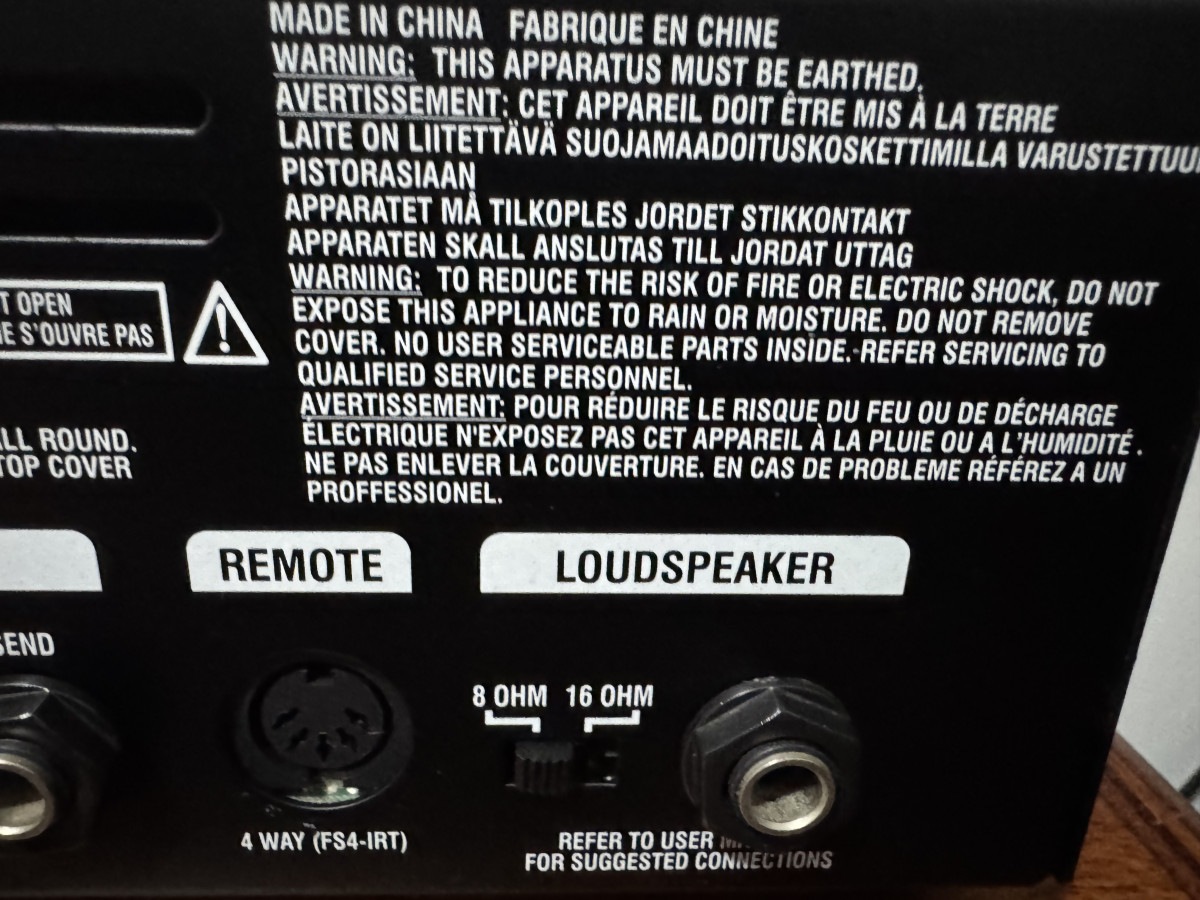 MADE IN CHINA FABRIQUE EN CHINE
WARNING: THIS APPARATUS MUST BE EARTHED.
AVERTISSEMENT: CET APPAREIL DOIT ÊTRE MIS À LA TERRE
LAITE ON LIITETTÄVÄ SUOJAMAADOITUSKOSKETTIMILLA VARUSTETTUU
PISTORASIAAN
APPARATET MÅ TILKOPLES JORDET STIKKONTAKT
APPARATEN SKALL ANSLUTAS TILL JORDAT UTTAG
WARNING: TO REDUCE THE RISK OF FIRE OR ELECTRIC SHOCK, DO NOT
EXPOSE THIS APPLIANCE TO RAIN OR MOISTURE. DO NOT REMOVE
COVER. NO USER SERVICEABLE PARTS INSIDE. REFER SERVICING TO
QUALIFIED SERVICE PERSONNEL.
AVERTISSEMENT: POUR RÉDUIRE LE RISQUE DU FEU OU DE DÉCHARGE
ÉLECTRIQUE N'EXPOSEZ PAS CET APPAREIL À LA PLUIE OU A L'HUMIDITÉ.
NE PAS ENLEVER LA COUVERTURE. EN CAS DE PROBLEME RÉFÉREZ A UN
PROFFESSIONEL.
T OPEN
NE S'OUVRE PAS
ALL ROUND.
TOP COVER
REMOTE
LOUDSPEAKER
SEND
8 OHM 16 OHM
4 WAY (FS4-IRT)
REFER TO USER
FOR SUGGESTED CONNECTIONS